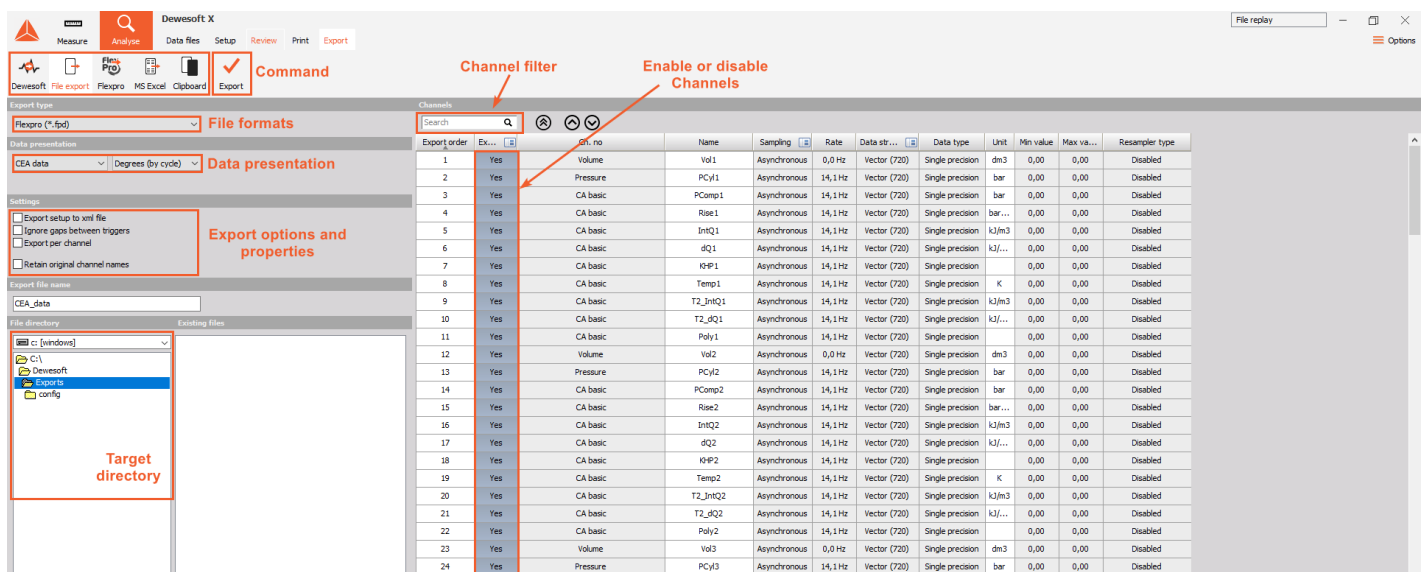 Dewesoft X
File replay
Measure Analyse Data files Setup Review Print Export
Options
Dewesoft File export Flexpro MS Excel Clipboard Export
Flex Pro
Command
Channel filter
Enable or disable Channels
Export type
Flexpro (*.fpd)
File formats
Data presentation
CEA data Degrees (by cycle)
Data presentation
Settings
Export setup to xml file
Ignore gaps between triggers
Export per channel
Retain original channel names
Export options and properties
Export file name
CEA_data
File directory Existing files
c: [windows]
C:\
Dewesoft
Exports
config
Target directory
Channels
Search
Export order Ex... Ch. no Name Sampling Rate Data str... Data type Unit Min value Max va... Resampler type
1 Yes Volume Vol1 Asynchronous 0,0 Hz Vector (720) Single precision dm3 0,00 0,00 Disabled
2 Yes Pressure PCyl1 Asynchronous 14,1 Hz Vector (720) Single precision bar 0,00 0,00 Disabled
3 Yes CA basic PComp1 Asynchronous 14,1 Hz Vector (720) Single precision bar 0,00 0,00 Disabled
4 Yes CA basic Rise1 Asynchronous 14,1 Hz Vector (720) Single precision bar... 0,00 0,00 Disabled
5 Yes CA basic IntQ1 Asynchronous 14,1 Hz Vector (720) Single precision kJ/m3 0,00 0,00 Disabled
6 Yes CA basic dQ1 Asynchronous 14,1 Hz Vector (720) Single precision kJ/... 0,00 0,00 Disabled
7 Yes CA basic KHP1 Asynchronous 14,1 Hz Vector (720) Single precision 0,00 0,00 Disabled
8 Yes CA basic Temp1 Asynchronous 14,1 Hz Vector (720) Single precision K 0,00 0,00 Disabled
9 Yes CA basic T2_IntQ1 Asynchronous 14,1 Hz Vector (720) Single precision kJ/m3 0,00 0,00 Disabled
10 Yes CA basic T2_dQ1 Asynchronous 14,1 Hz Vector (720) Single precision kJ/... 0,00 0,00 Disabled
11 Yes CA basic Poly1 Asynchronous 14,1 Hz Vector (720) Single precision 0,00 0,00 Disabled
12 Yes Volume Vol2 Asynchronous 0,0 Hz Vector (720) Single precision dm3 0,00 0,00 Disabled
13 Yes Pressure PCyl2 Asynchronous 14,1 Hz Vector (720) Single precision bar 0,00 0,00 Disabled
14 Yes CA basic PComp2 Asynchronous 14,1 Hz Vector (720) Single precision bar 0,00 0,00 Disabled
15 Yes CA basic Rise2 Asynchronous 14,1 Hz Vector (720) Single precision bar... 0,00 0,00 Disabled
16 Yes CA basic IntQ2 Asynchronous 14,1 Hz Vector (720) Single precision kJ/m3 0,00 0,00 Disabled
17 Yes CA basic dQ2 Asynchronous 14,1 Hz Vector (720) Single precision kJ/... 0,00 0,00 Disabled
18 Yes CA basic KHP2 Asynchronous 14,1 Hz Vector (720) Single precision 0,00 0,00 Disabled
19 Yes CA basic Temp2 Asynchronous 14,1 Hz Vector (720) Single precision K 0,00 0,00 Disabled
20 Yes CA basic T2_IntQ2 Asynchronous 14,1 Hz Vector (720) Single precision kJ/m3 0,00 0,00 Disabled
21 Yes CA basic T2_dQ2 Asynchronous 14,1 Hz Vector (720) Single precision kJ/... 0,00 0,00 Disabled
22 Yes CA basic Poly2 Asynchronous 14,1 Hz Vector (720) Single precision 0,00 0,00 Disabled
23 Yes Volume Vol3 Asynchronous 0,0 Hz Vector (720) Single precision dm3 0,00 0,00 Disabled
24 Yes Pressure PCyl3 Asynchronous 14,1 Hz Vector (720) Single precision bar 0,00 0,00 Disabled